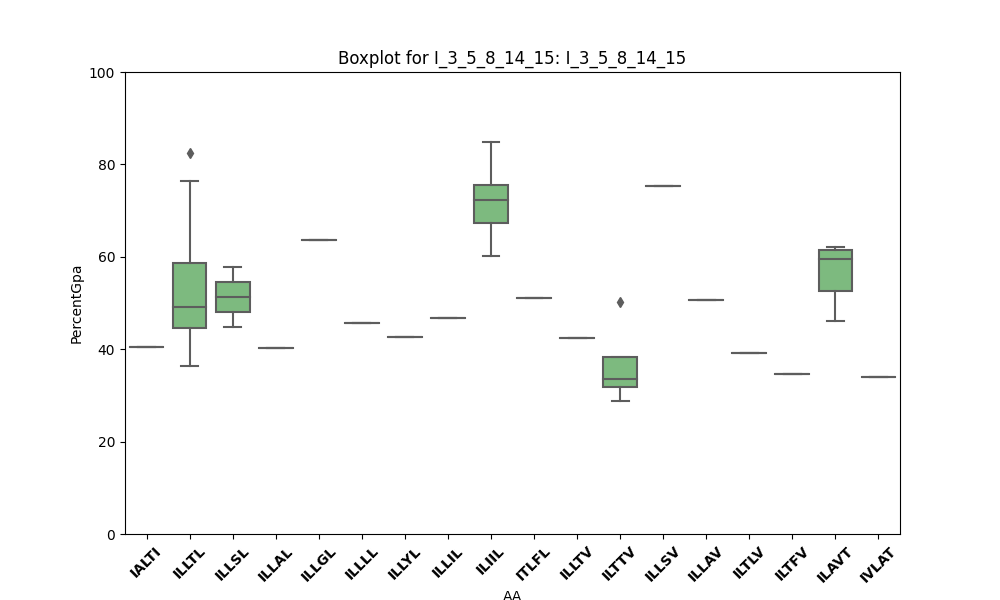 Boxplot for I_3_5_8_14_15: I_3_5_8_14_15
100
80
60
40
20
0
PercentGpa
IALTI
ILLTL
ILLSL
ILLAL
ILLGL
ILLLL
ILLYL
ILLIL
ILIIL
ITLFL
ILLTV
ILTTV
ILLSV
ILLAV
ILTLV
ILTFV
ILAVT
IVLAT
AA